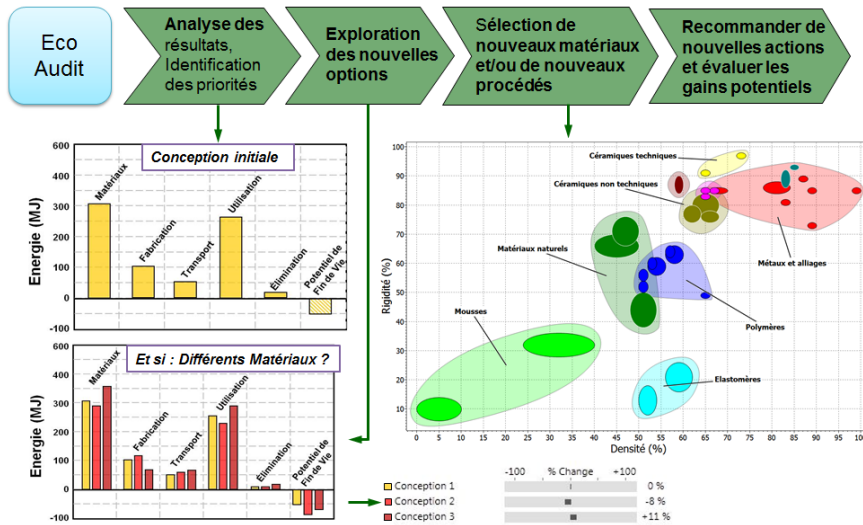 Eco
Audit
Analyse des
résultats,
Identification
des priorités
Exploration
des nouvelles
options
Sélection de
nouveaux matériaux
et/ou de nouveaux
procédés
Recommander de
nouvelles actions
et évaluer les
gains potentiels
Conception initiale
Energie (MJ)
600
400
300
200
100
0
-100
Matériaux
Fabrication
Transport
Utilisation
Élimination
Potentiel de
Fin de Vie
Et si : Différents Matériaux ?
Energie (MJ)
600
400
300
200
100
0
-100
Matériaux
Fabrication
Transport
Utilisation
Élimination
Potentiel de
Fin de Vie
Rigidité (%)
100
90
80
70
60
50
40
30
20
10
Céramiques techniques
Céramiques non techniques
Matériaux naturels
Métaux et alliages
Mousses
Polymères
Elastomères
0 5 10 15 20 25 30 35 40 45 50 55 60 65 70 75 80 85 90 95 100
Densité (%)
Conception 1
Conception 2
Conception 3
-100 % Change +100
0 %
-8 %
+11 %